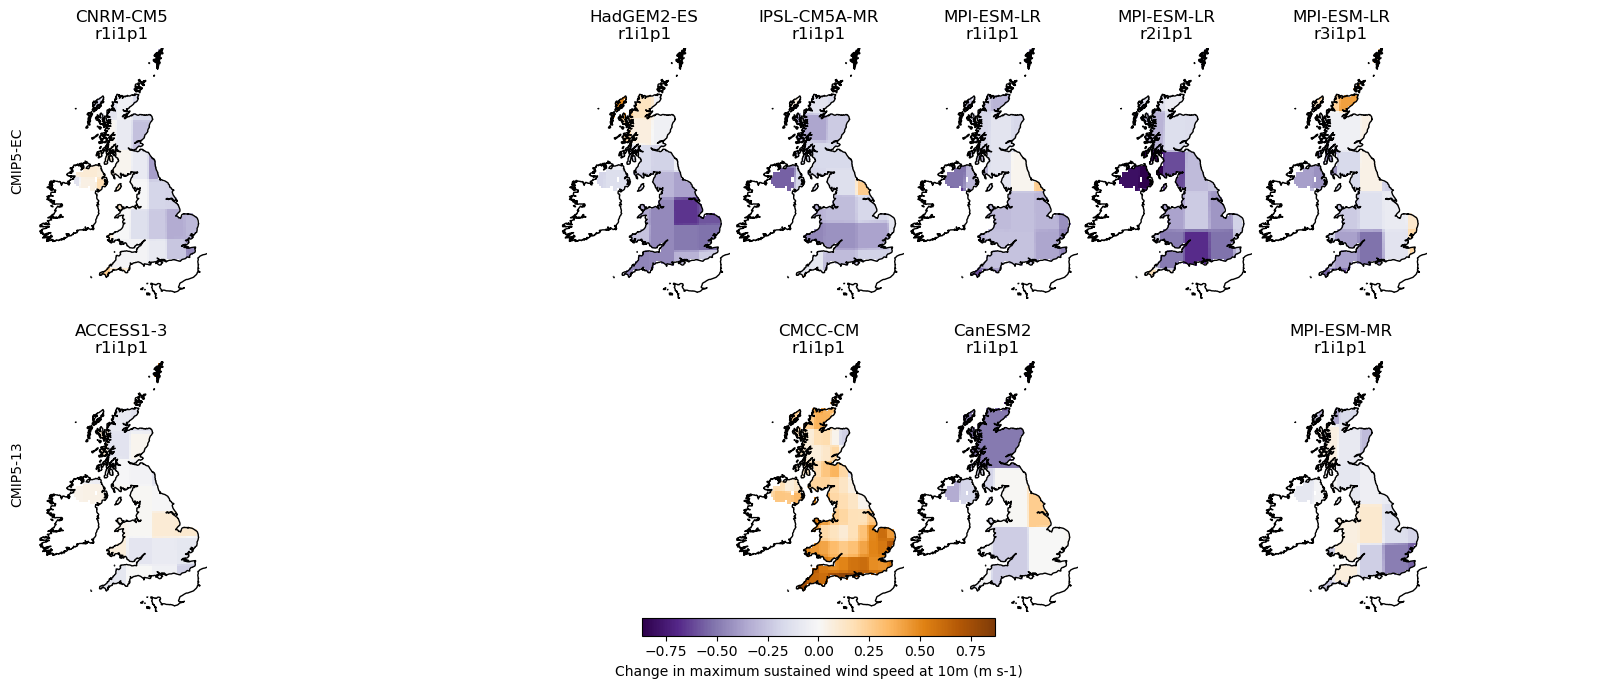 CNRM-CM5
r1i1p1
HadGEM2-ES
r1i1p1
IPSL-CM5A-MR
r1i1p1
MPI-ESM-LR
r1i1p1
MPI-ESM-LR
r2i1p1
MPI-ESM-LR
r3i1p1
CMIP5-EC
ACCESS1-3
r1i1p1
CMCC-CM
r1i1p1
CanESM2
r1i1p1
MPI-ESM-MR
r1i1p1
CMIP5-13
−0.75 −0.50 −0.25 0.00 0.25 0.50 0.75
Change in maximum sustained wind speed at 10m (m s-1)